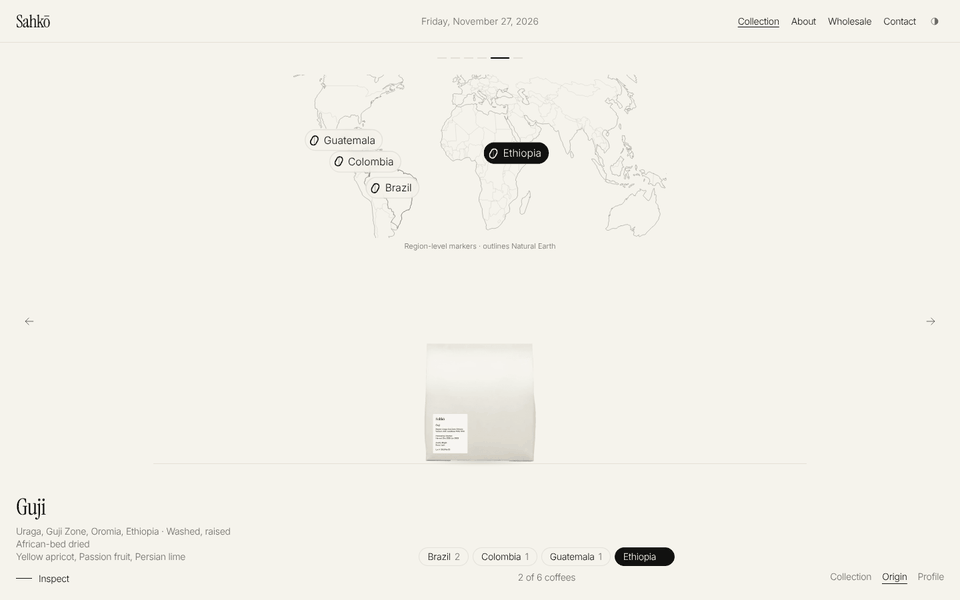 Sahkō
Friday, November 27, 2026
Collection
About
Wholesale
Contact
Guatemala
Colombia
Brazil
Ethiopia
Region-level markers · outlines Natural Earth
←
→
Guji
Uraga, Guji Zone, Oromia, Ethiopia · Washed, raised
African-bed dried
Yellow apricot, Passion fruit, Persian lime
Inspect
Brazil 2
Colombia 1
Guatemala 1
Ethiopia
2 of 6 coffees
Collection
Origin
Profile